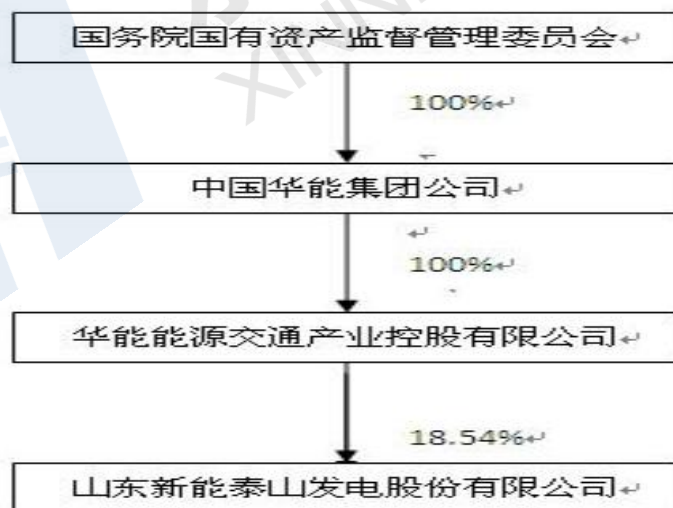 国务院国有资产监督管理委员会
100%
中国华能集团公司
100%
华能能源交通产业控股有限公司
18.54%
山东新能泰山发电股份有限公司